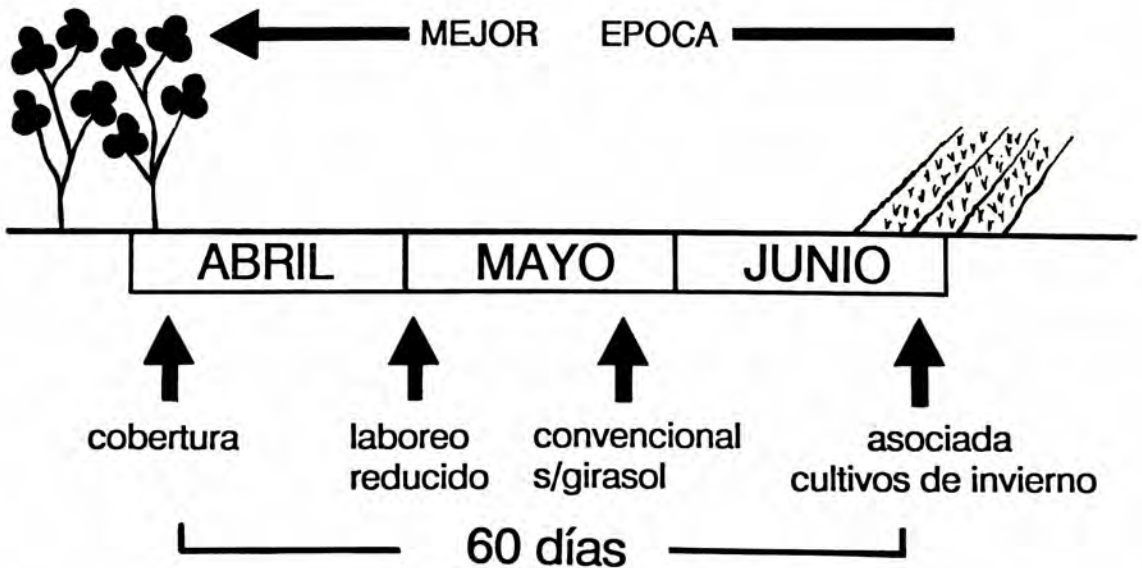 MEJOR EPOCA
ABRIL MAYO JUNIO
cobertura
laboreo
reducido
convencional
s/girasol
asociada
cultivos de invierno
60 días